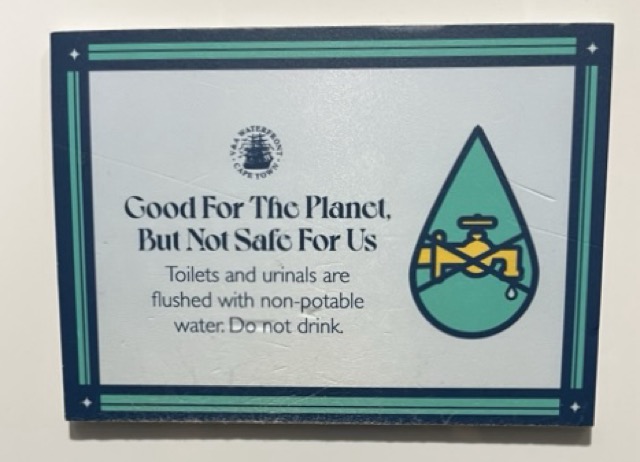 V&A WATERFRONT
CAPE TOWN
Good For The Planet,
But Not Safe For Us
Toilets and urinals are
flushed with non-potable
water. Do not drink.